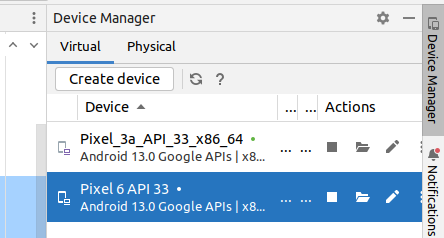 Device Manager
Virtual Physical
Create device ?
Device ... ... Actions
Pixel_3a_API_33_x86_64
Android 13.0 Google APIs | x8... ... ...
Pixel 6 API 33
Android 13.0 Google APIs | x8... ... ...
Device Manager
Notifications